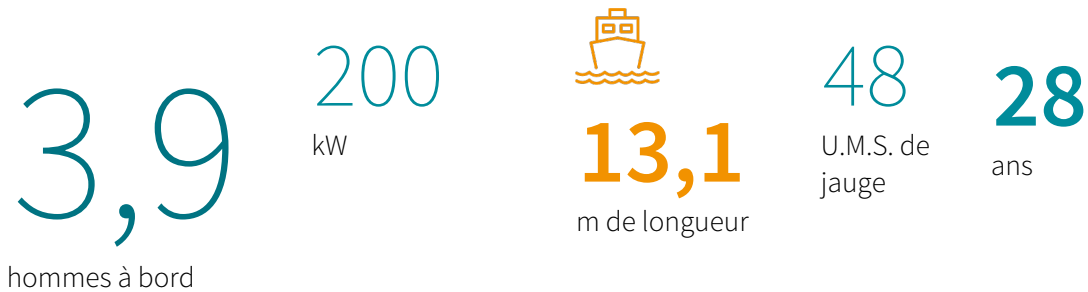 3,9
hommes à bord
200
kW
13,1
m de longueur
48
U.M.S. de
jauge
28
ans